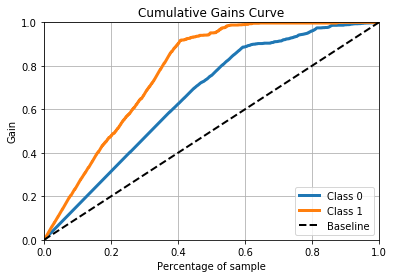 Cumulative Gains Curve
Gain
1.0
0.8
0.6
0.4
0.2
0.0
0.0 0.2 0.4 0.6 0.8 1.0
Percentage of sample
Class 0
Class 1
Baseline